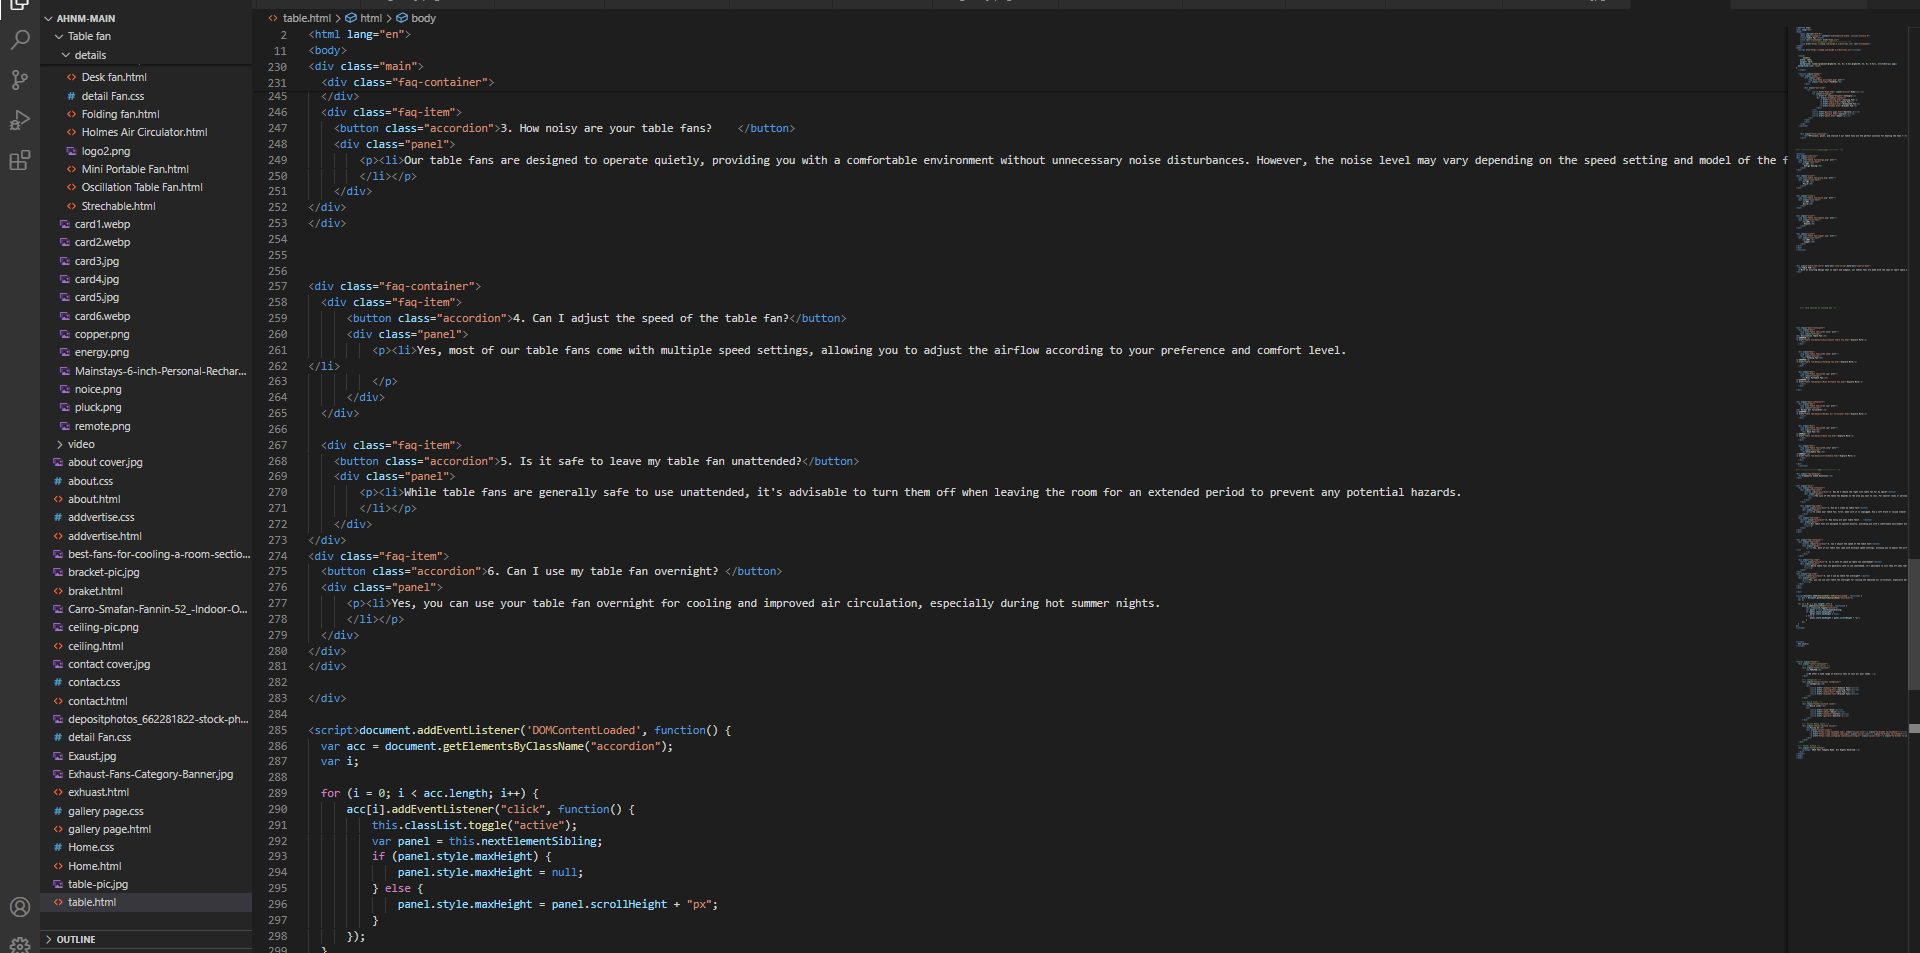 AHNM-MAIN
Table fan
details
Desk fan.html
detail Fan.css
Folding fan.html
Holmes Air Circulator.html
logo2.png
Mini Portable Fan.html
Oscillation Table Fan.html
Strechable.html
card1.webp
card2.webp
card3.jpg
card4.jpg
card5.jpg
card6.webp
copper.png
energy.png
Mainstays-6-inch-Personal-Rechar...
noice.png
pluck.png
remote.png
video
about cover.jpg
about.css
about.html
addvertise.css
addvertise.html
best-fans-for-cooling-a-room-sectio...
bracket-pic.jpg
braket.html
Carro-Smafan-Fannin-52_-Indoor-O...
ceiling-pic.png
ceiling.html
contact cover.jpg
contact.css
contact.html
depositphotos_662281822-stock-ph...
detail Fan.css
Exaust.jpg
Exhaust-Fans-Category-Banner.jpg
exhuast.html
gallery page.css
gallery page.html
Home.css
Home.html
table-pic.jpg
table.html
OUTLINE
table.html > html > body
2 <html lang="en">
11 <body>
230 <div class="main">
231 <div class="faq-container">
245 </div>
246 <div class="faq-item">
247 <button class="accordion">3. How noisy are your table fans? </button>
248 <div class="panel">
249 <p><li>Our table fans are designed to operate quietly, providing you with a comfortable environment without unnecessary noise disturbances. However, the noise level may vary depending on the speed setting and model of the f
250 </li></p>
251 </div>
252 </div>
253 </div>
254
255
256
257 <div class="faq-container">
258 <div class="faq-item">
259 <button class="accordion">4. Can I adjust the speed of the table fan?</button>
260 <div class="panel">
261 <p><li>Yes, most of our table fans come with multiple speed settings, allowing you to adjust the airflow according to your preference and comfort level.
262 </li>
263 </p>
264 </div>
265 </div>
266
267 <div class="faq-item">
268 <button class="accordion">5. Is it safe to leave my table fan unattended?</button>
269 <div class="panel">
270 <p><li>While table fans are generally safe to use unattended, it's advisable to turn them off when leaving the room for an extended period to prevent any potential hazards.
271 </li></p>
272 </div>
273 </div>
274 <div class="faq-item">
275 <button class="accordion">6. Can I use my table fan overnight? </button>
276 <div class="panel">
277 <p><li>Yes, you can use your table fan overnight for cooling and improved air circulation, especially during hot summer nights.
278 </li></p>
279 </div>
280 </div>
281 </div>
282
283 </div>
284
285 <script>document.addEventListener('DOMContentLoaded', function() {
286 var acc = document.getElementsByClassName("accordion");
287 var i;
288
289 for (i = 0; i < acc.length; i++) {
290 acc[i].addEventListener("click", function() {
291 this.classList.toggle("active");
292 var panel = this.nextElementSibling;
293 if (panel.style.maxHeight) {
294 panel.style.maxHeight = null;
295 } else {
296 panel.style.maxHeight = panel.scrollHeight + "px";
297 }
298 });
299 }